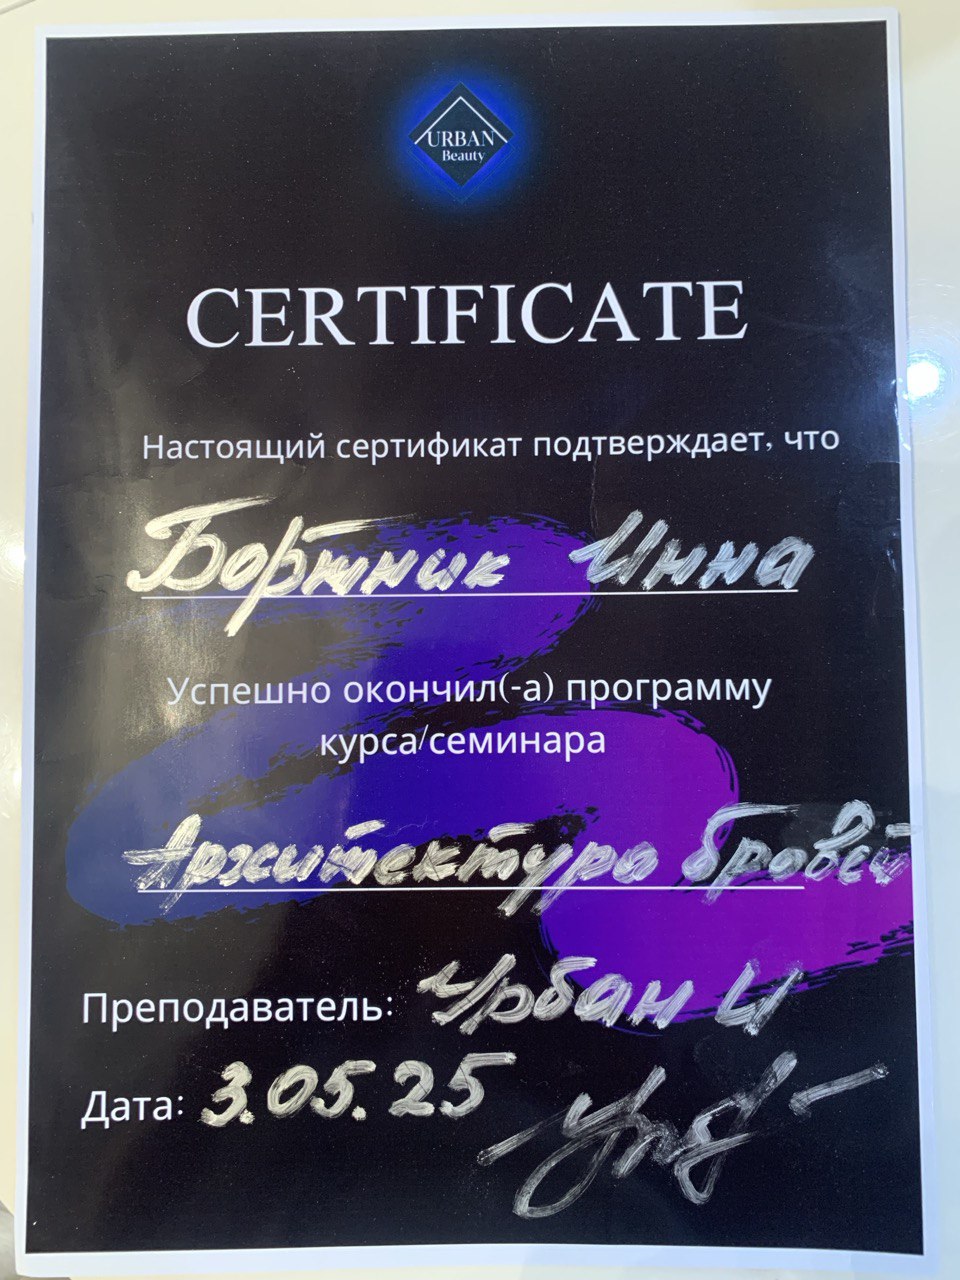 URBAN
Beauty
CERTIFICATE
Настоящий сертификат подтверждает, что
Бортник Инна
Успешно окончил(-а) программу
курса/семинара
Архитектура бровей
Преподаватель: Урбан И
Дата: 3.05.25